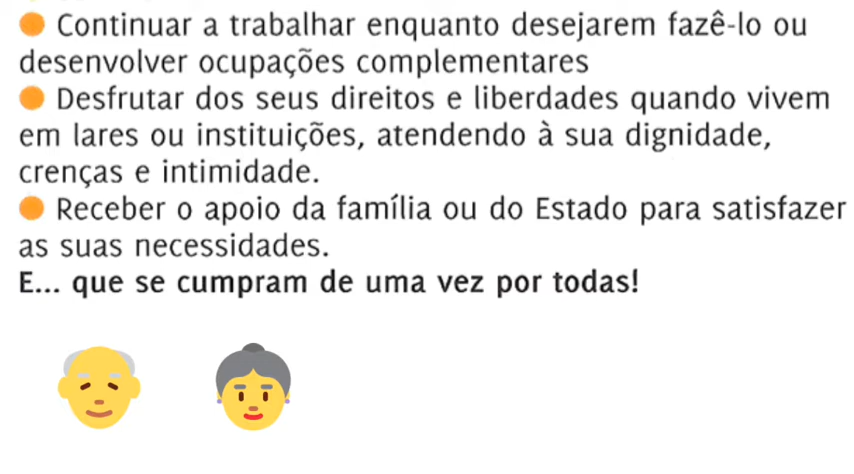 Continuar a trabalhar enquanto desejarem fazê-lo ou
desenvolver ocupações complementares
Desfrutar dos seus direitos e liberdades quando vivem
em lares ou instituições, atendendo à sua dignidade,
crenças e intimidade.
Receber o apoio da família ou do Estado para satisfazer
as suas necessidades.
E... que se cumpram de uma vez por todas!